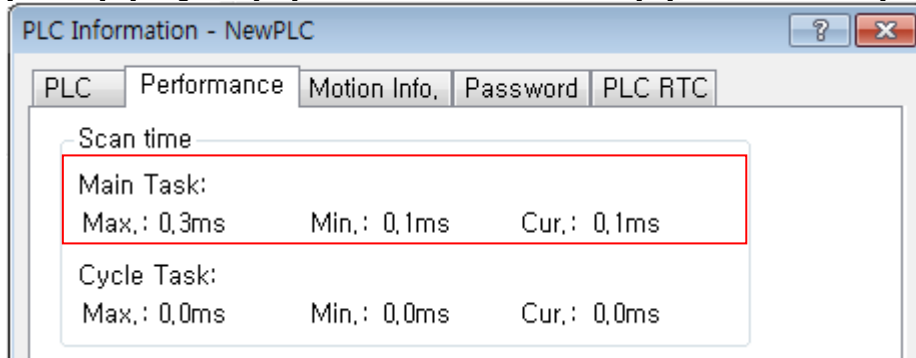 PLC Information - NewPLC ?
PLC Performance Motion Info, Password PLC RTC
Scan time
Main Task:
Max,: 0,3ms Min,: 0,1ms Cur,: 0,1ms
Cycle Task:
Max,: 0,0ms Min,: 0,0ms Cur,: 0,0ms